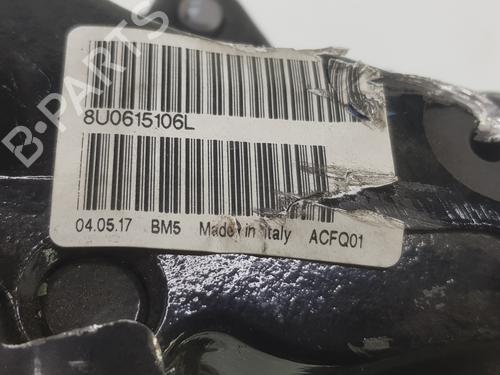 8U0615106L
04.05.17 BM5 Made in Italy ACFQ01
B-PARTS